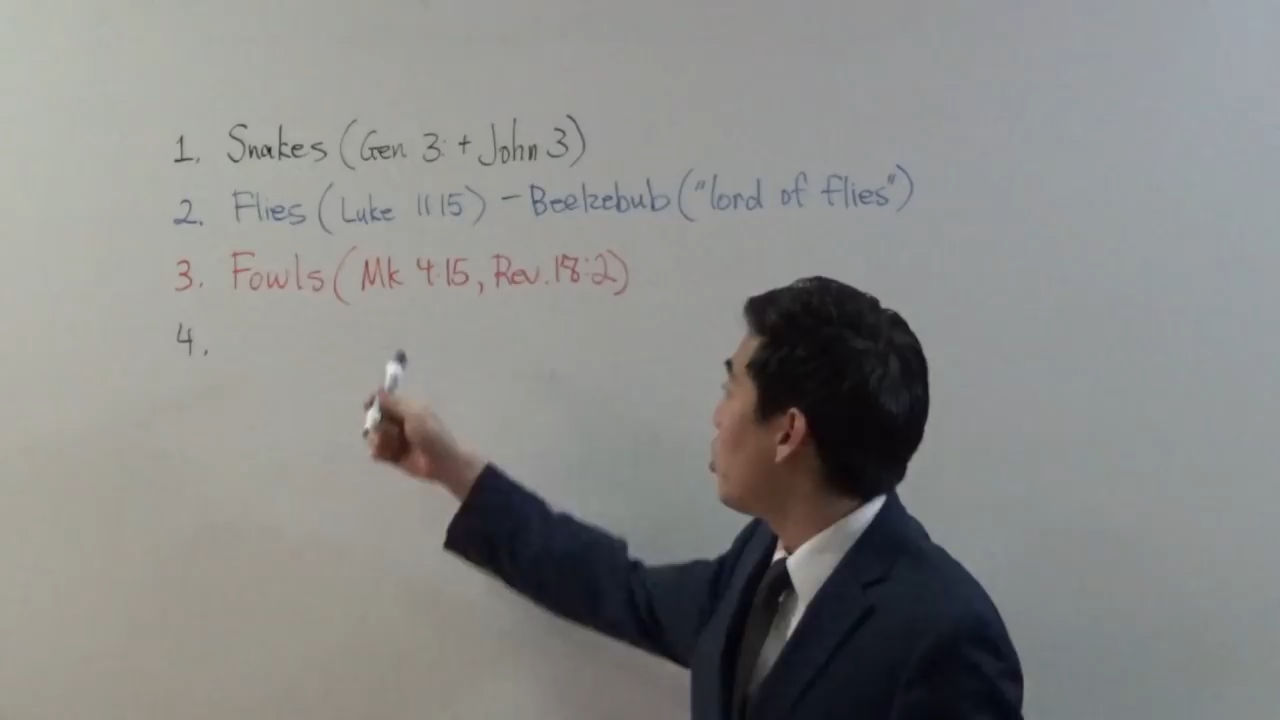 1. Snakes (Gen 3: + John 3)
2. Flies (Luke 11 15) - Beelzebub ("lord of flies")
3. Fowls (Mk 4:15, Rev. 18:2)
4.